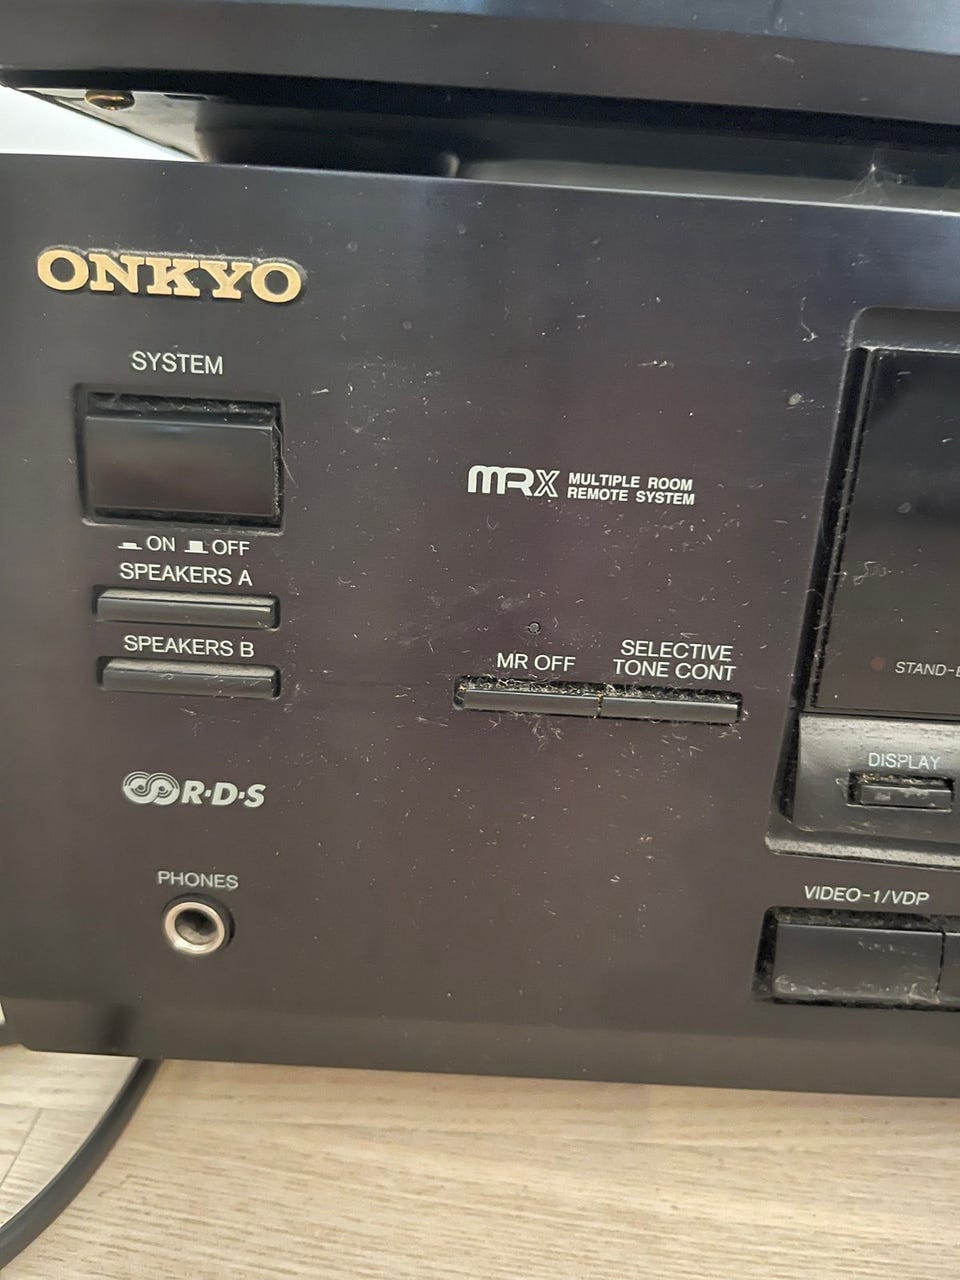 ONKYO
SYSTEM
ON OFF
SPEAKERS A
SPEAKERS B
MRX MULTIPLE ROOM
REMOTE SYSTEM
MR OFF
SELECTIVE
TONE CONT
STAND-
DISPLAY
R·D·S
PHONES
VIDEO-1/VDP